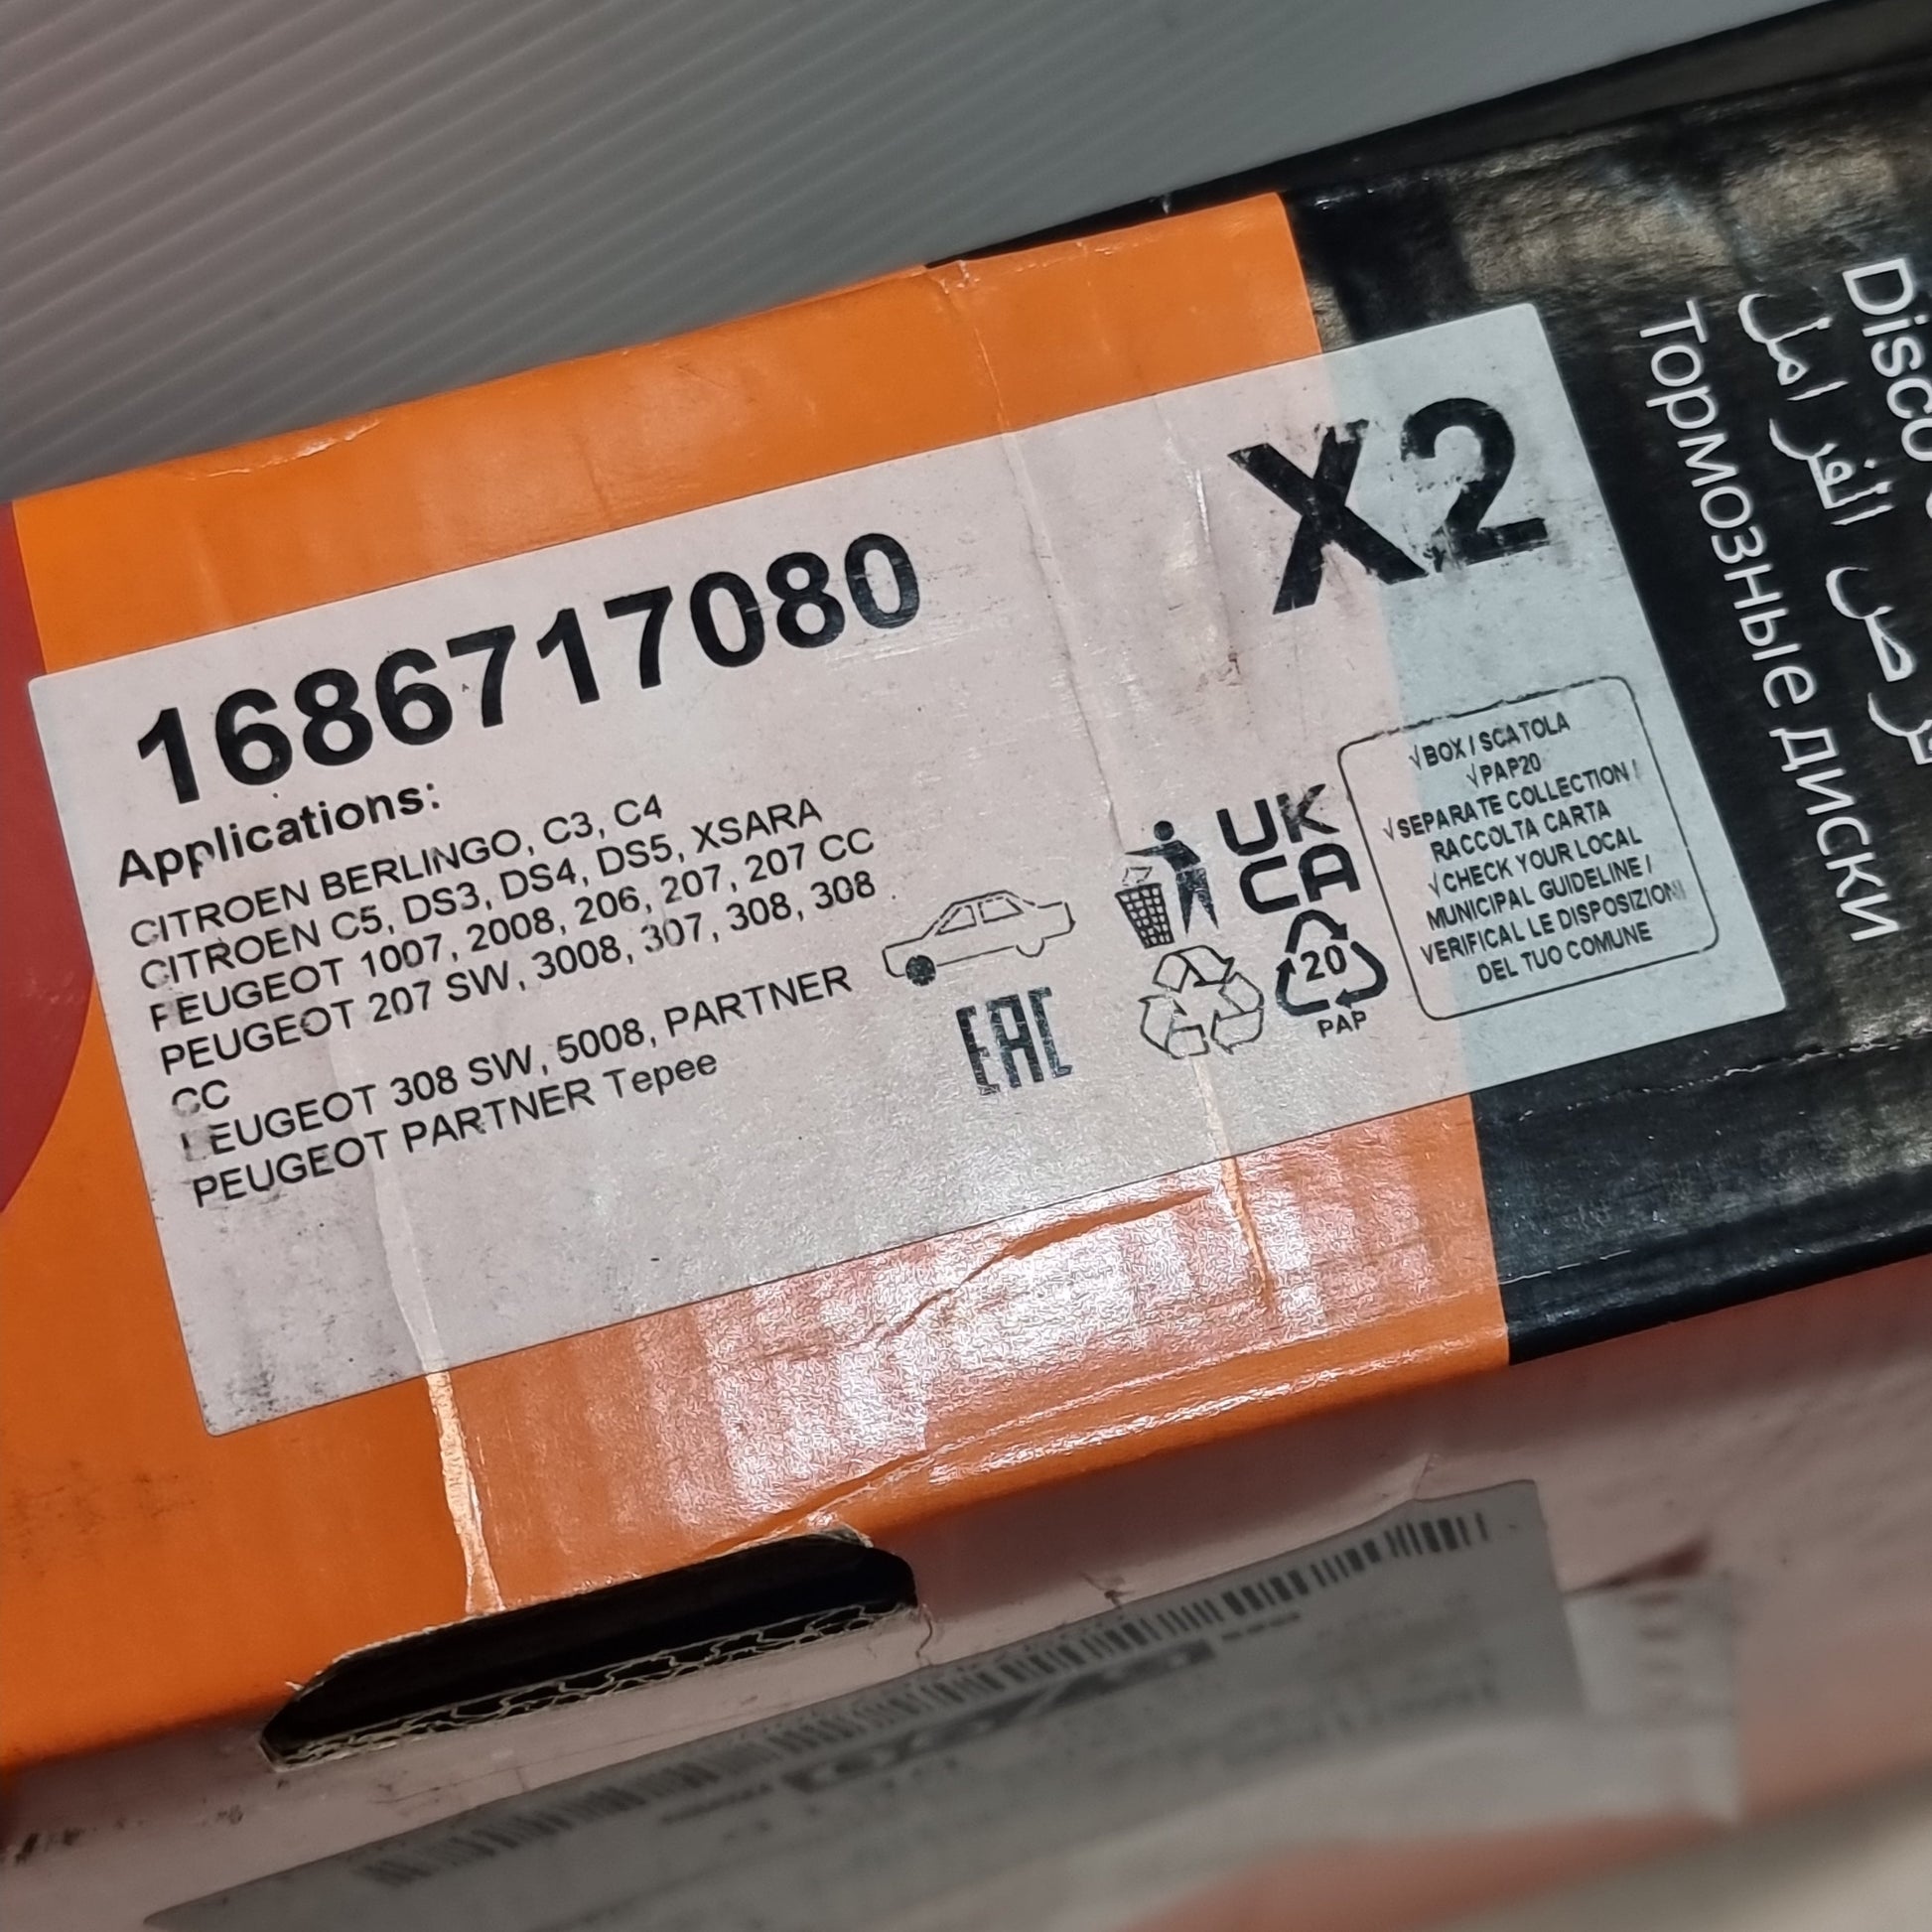 1686717080
X2
Applications:
CITROEN BERLINGO, C3, C4
CITROEN C5, DS3, DS4, DS5, XSARA
PEUGEOT 1007, 2008, 206, 207, 207 CC
PEUGEOT 207 SW, 3008, 307, 308, 308
CC
PEUGEOT 308 SW, 5008, PARTNER
PEUGEOT PARTNER Tepee
EAC
UK
CA
20
PAP
√BOX / SCATOLA
√PAP20
√SEPARATE COLLECTION /
RACCOLTA CARTA
√CHECK YOUR LOCAL
MUNICIPAL GUIDELINE /
VERIFICAL LE DISPOSIZIONI
DEL TUO COMUNE
الفرامل
Тормозные диски